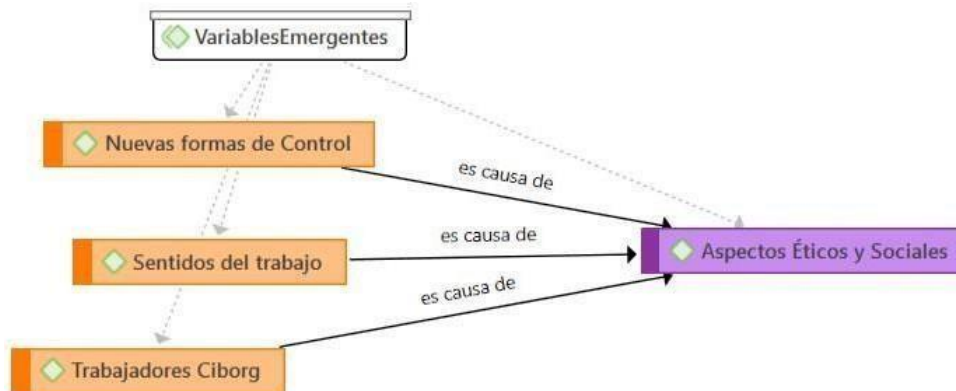 VariablesEmergentes
Nuevas formas de Control
es causa de
Sentidos del trabajo
es causa de
Aspectos Éticos y Sociales
es causa de
Trabajadores Ciborg